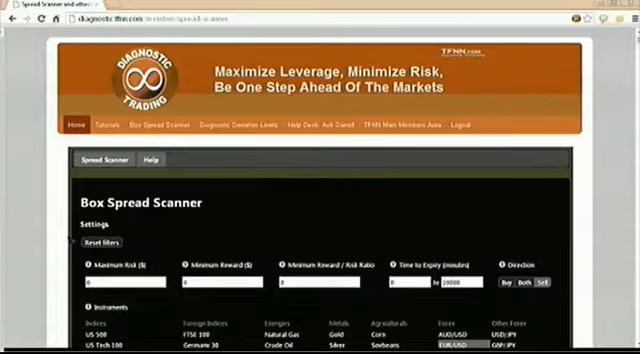 Spread Scanner and other
diagnostic.tfnn.com
DIAGNOSTIC
TRADING
TFNN.COM
Maximize Leverage, Minimize Risk,
Be One Step Ahead Of The Markets
Home Tutorials Box Spread Scanner Diagnostic Deviation Levels Help Desk: Ask Darrell TFNN Main Members Area Logout
Spread Scanner Help
Box Spread Scanner
Settings
Reset filters
Maximum Risk ($) Minimum Reward ($) Minimum Reward / Risk Ratio Time to Expiry (minutes) Direction
0 0 0 0 to 10000 Buy Both Sell
Instruments
Indices Foreign Indices Energies Metals Agriculturals Forex Other Forex
US 500 FTSE 100 Natural Gas Gold Corn AUD/USD USD/JPY
US Tech 100 Germany 30 Crude Oil Silver Soybeans EUR/USD GBP/JPY